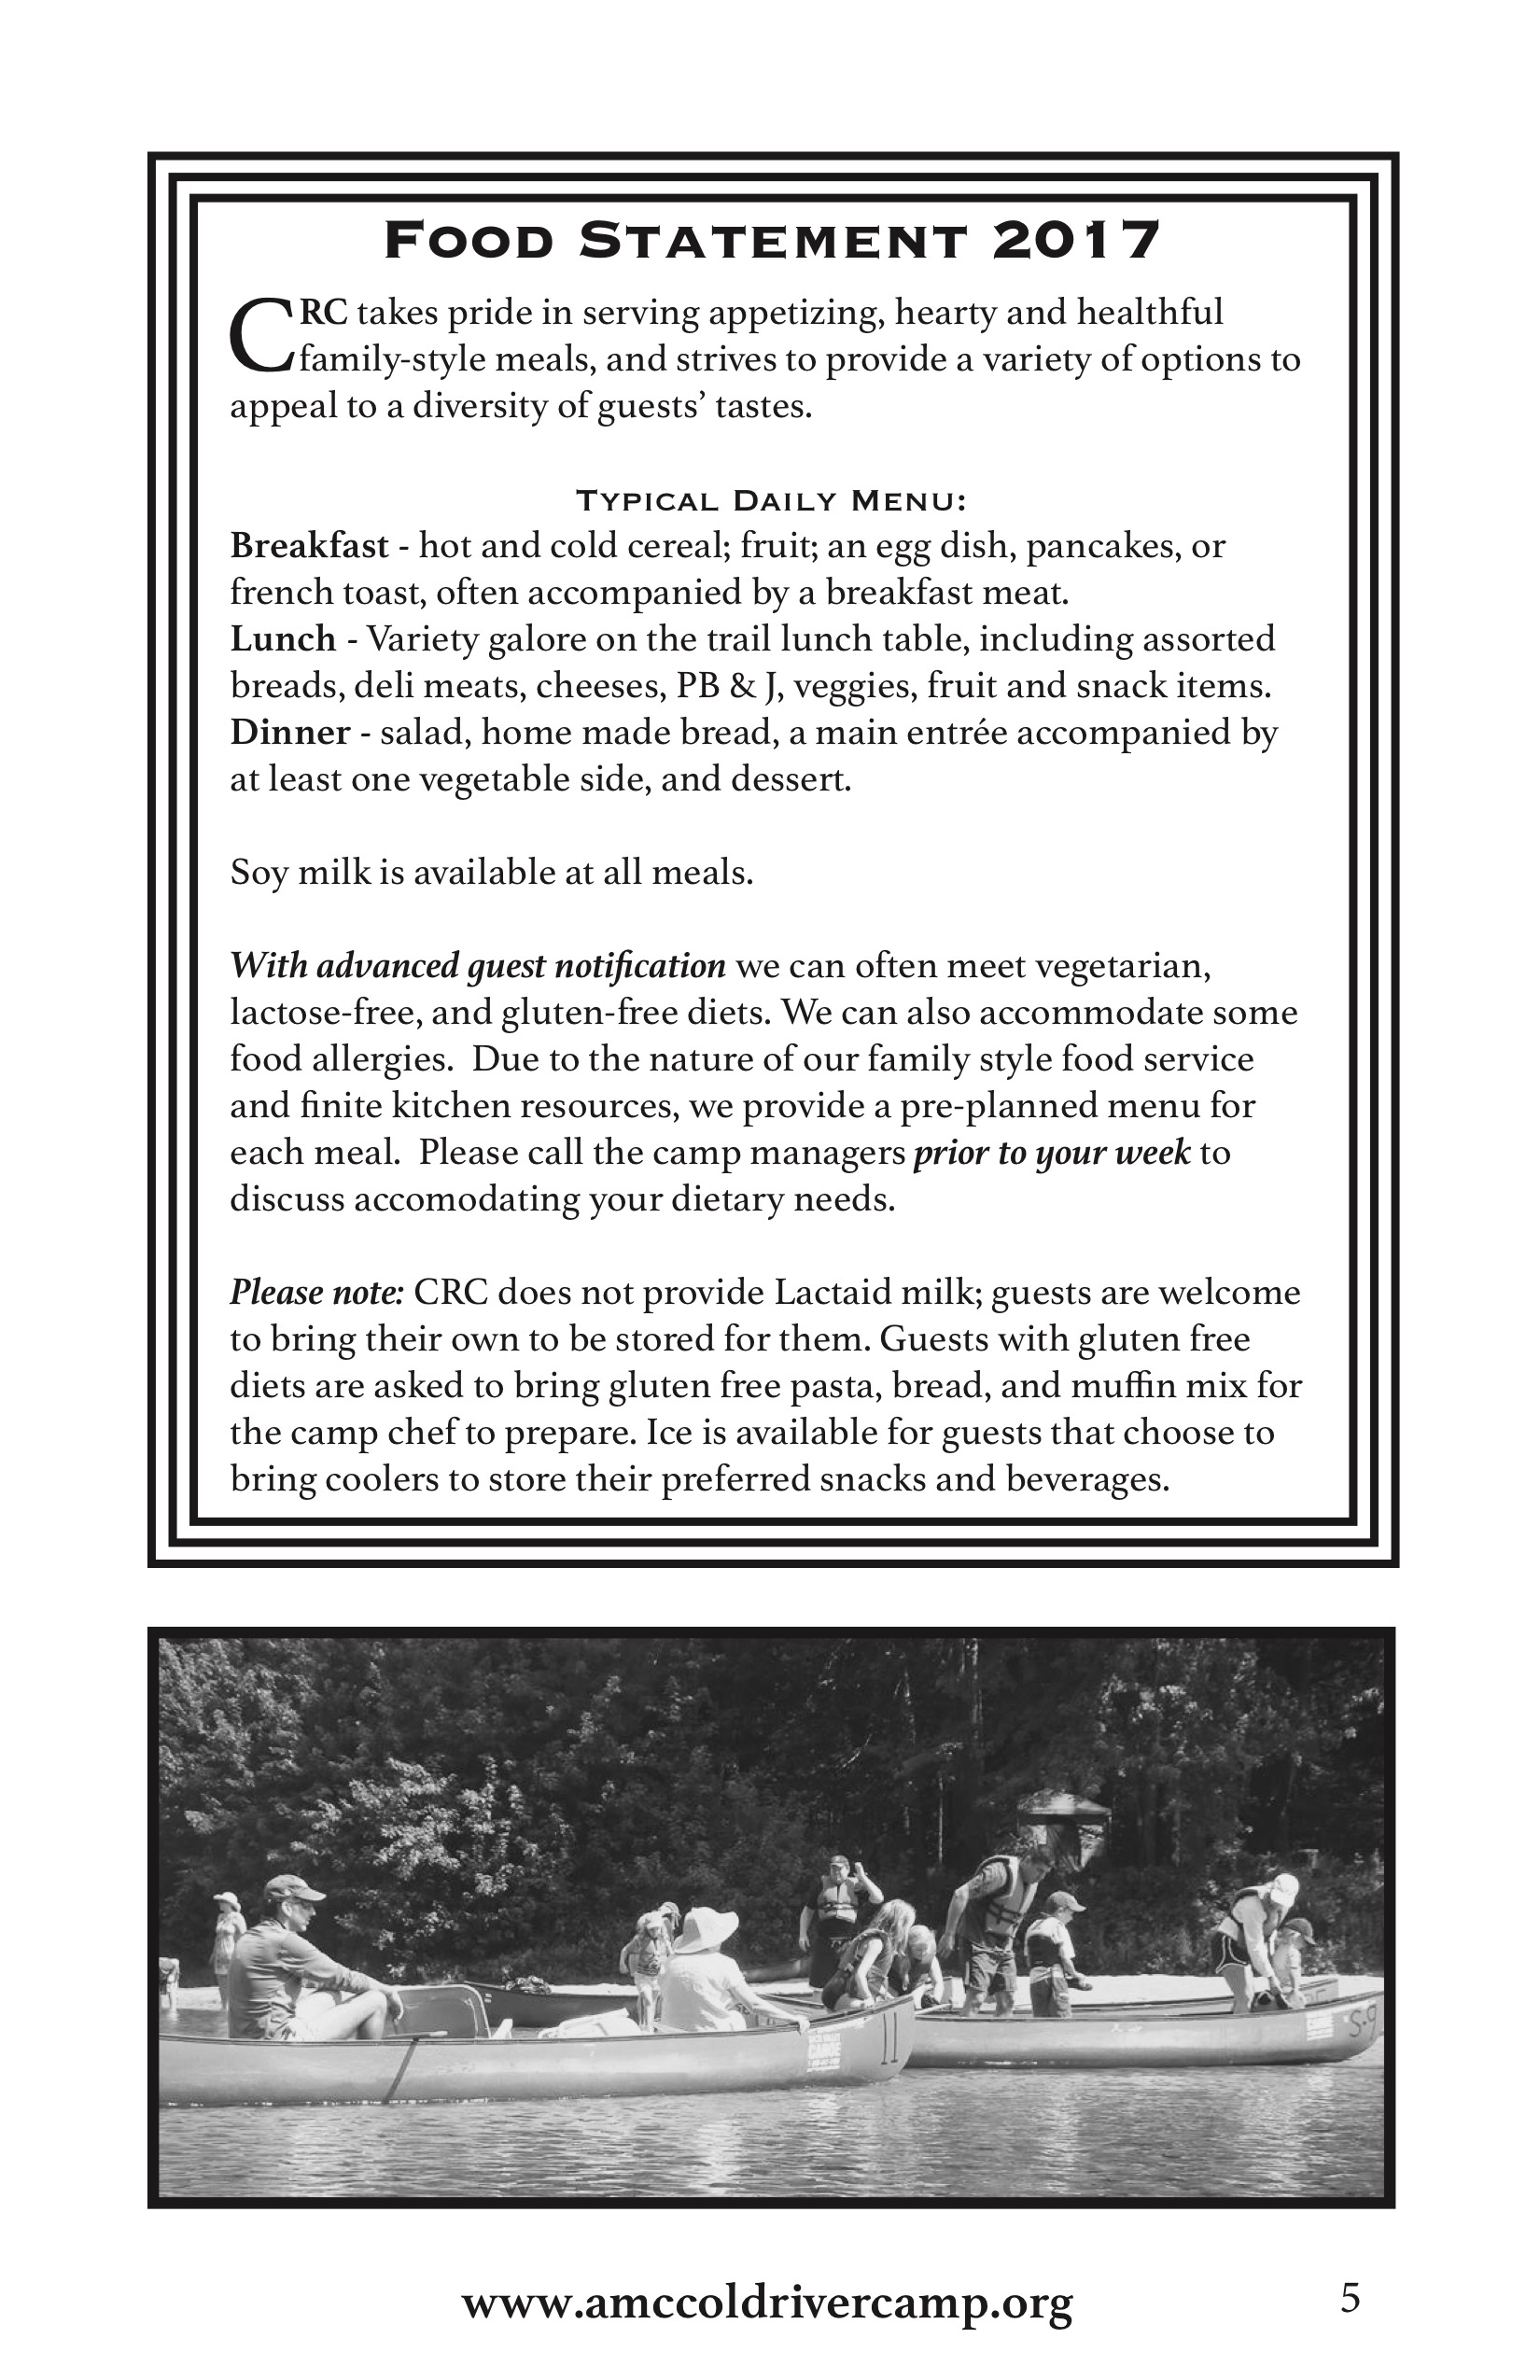 Food Statement 2017
CRC takes pride in serving appetizing, hearty and healthful
family-style meals, and strives to provide a variety of options to
appeal to a diversity of guests’ tastes.
Typical Daily Menu:
Breakfast - hot and cold cereal; fruit; an egg dish, pancakes, or
french toast, often accompanied by a breakfast meat.
Lunch - Variety galore on the trail lunch table, including assorted
breads, deli meats, cheeses, PB & J, veggies, fruit and snack items.
Dinner - salad, home made bread, a main entrée accompanied by
at least one vegetable side, and dessert.
Soy milk is available at all meals.
With advanced guest notification we can often meet vegetarian,
lactose-free, and gluten-free diets. We can also accommodate some
food allergies.  Due to the nature of our family style food service
and finite kitchen resources, we provide a pre-planned menu for
each meal.  Please call the camp managers prior to your week to
discuss accomodating your dietary needs.
Please note: CRC does not provide Lactaid milk; guests are welcome
to bring their own to be stored for them. Guests with gluten free
diets are asked to bring gluten free pasta, bread, and muffin mix for
the camp chef to prepare. Ice is available for guests that choose to
bring coolers to store their preferred snacks and beverages.
CANOE
11
S-9
www.amccoldrivercamp.org
5